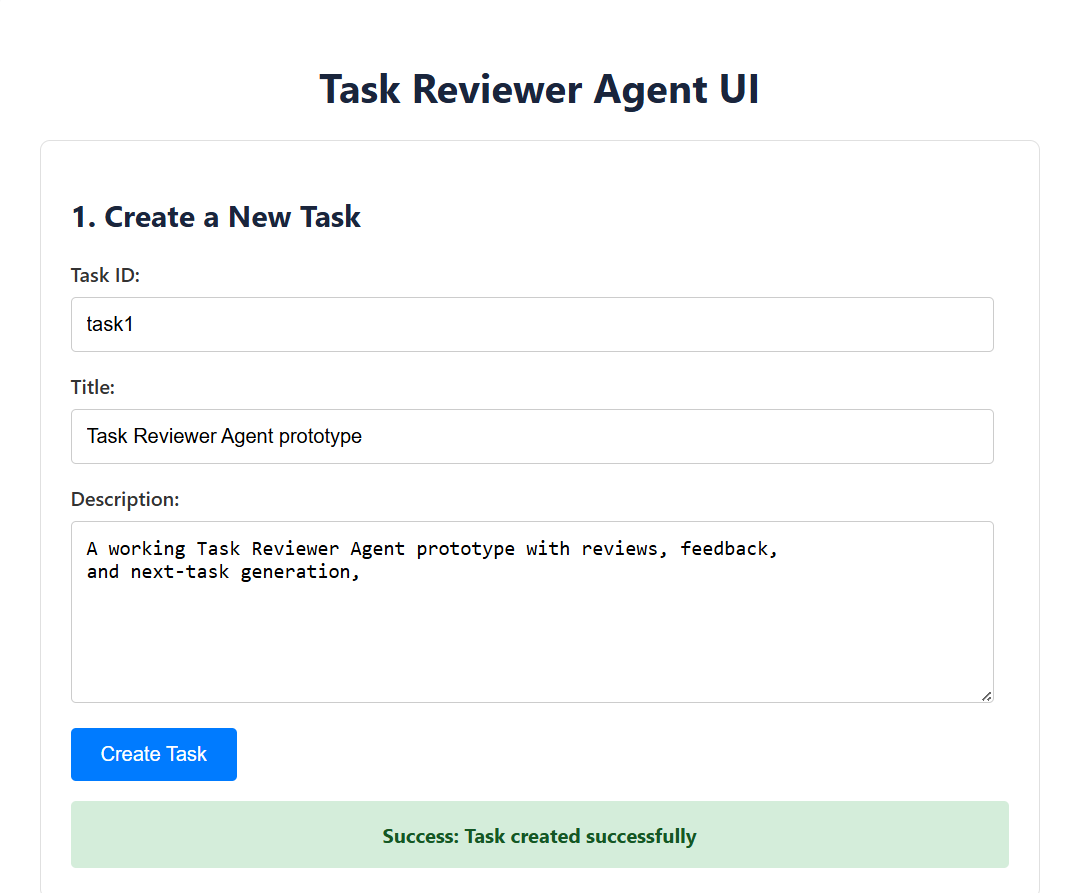 Task Reviewer Agent UI
1. Create a New Task
Task ID:
task1
Title:
Task Reviewer Agent prototype
Description:
A working Task Reviewer Agent prototype with reviews, feedback,
and next-task generation,
Create Task
Success: Task created successfully